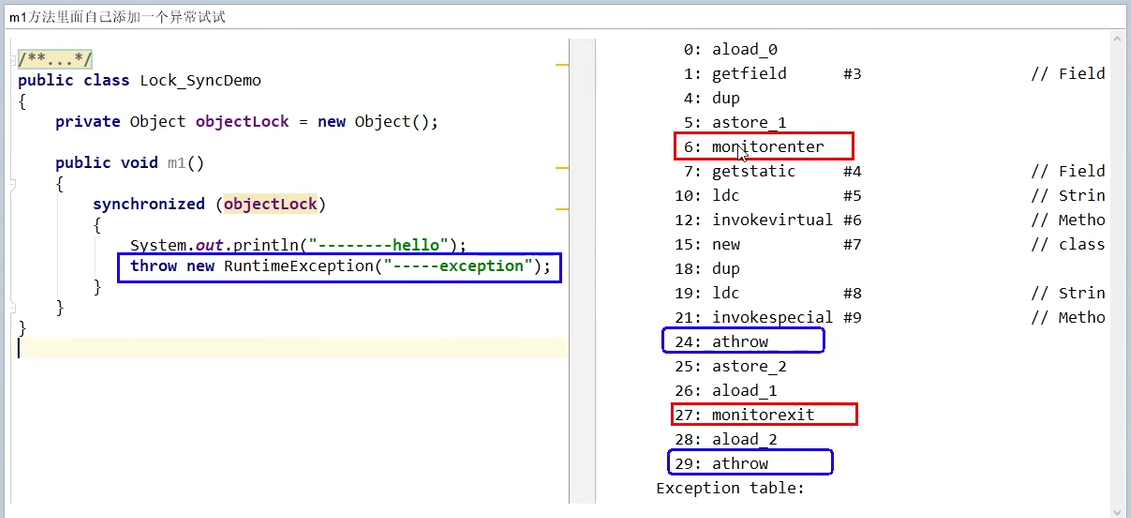 m1方法里面自己添加一个异常试试
/**...*/
public class Lock_SyncDemo
{
private Object objectLock = new Object();
public void m1()
{
synchronized (objectLock)
{
System.out.println("--------hello");
throw new RuntimeException("-----exception");
}
}
}
0: aload_0
1: getfield #3 // Field
4: dup
5: astore_1
6: monitorenter
7: getstatic #4 // Field
10: ldc #5 // Strin
12: invokevirtual #6 // Metho
15: new #7 // class
18: dup
19: ldc #8 // Strin
21: invokespecial #9 // Metho
24: athrow
25: astore_2
26: aload_1
27: monitorexit
28: aload_2
29: athrow
Exception table: